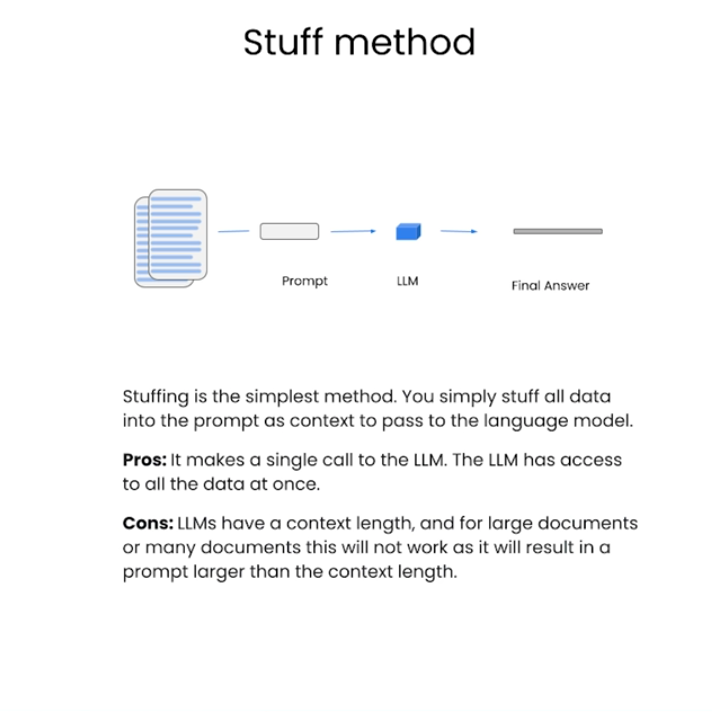 Stuff method
Prompt
LLM
Final Answer
Stuffing is the simplest method. You simply stuff all data
into the prompt as context to pass to the language model.
Pros: It makes a single call to the LLM. The LLM has access
to all the data at once.
Cons: LLMs have a context length, and for large documents
or many documents this will not work as it will result in a
prompt larger than the context length.